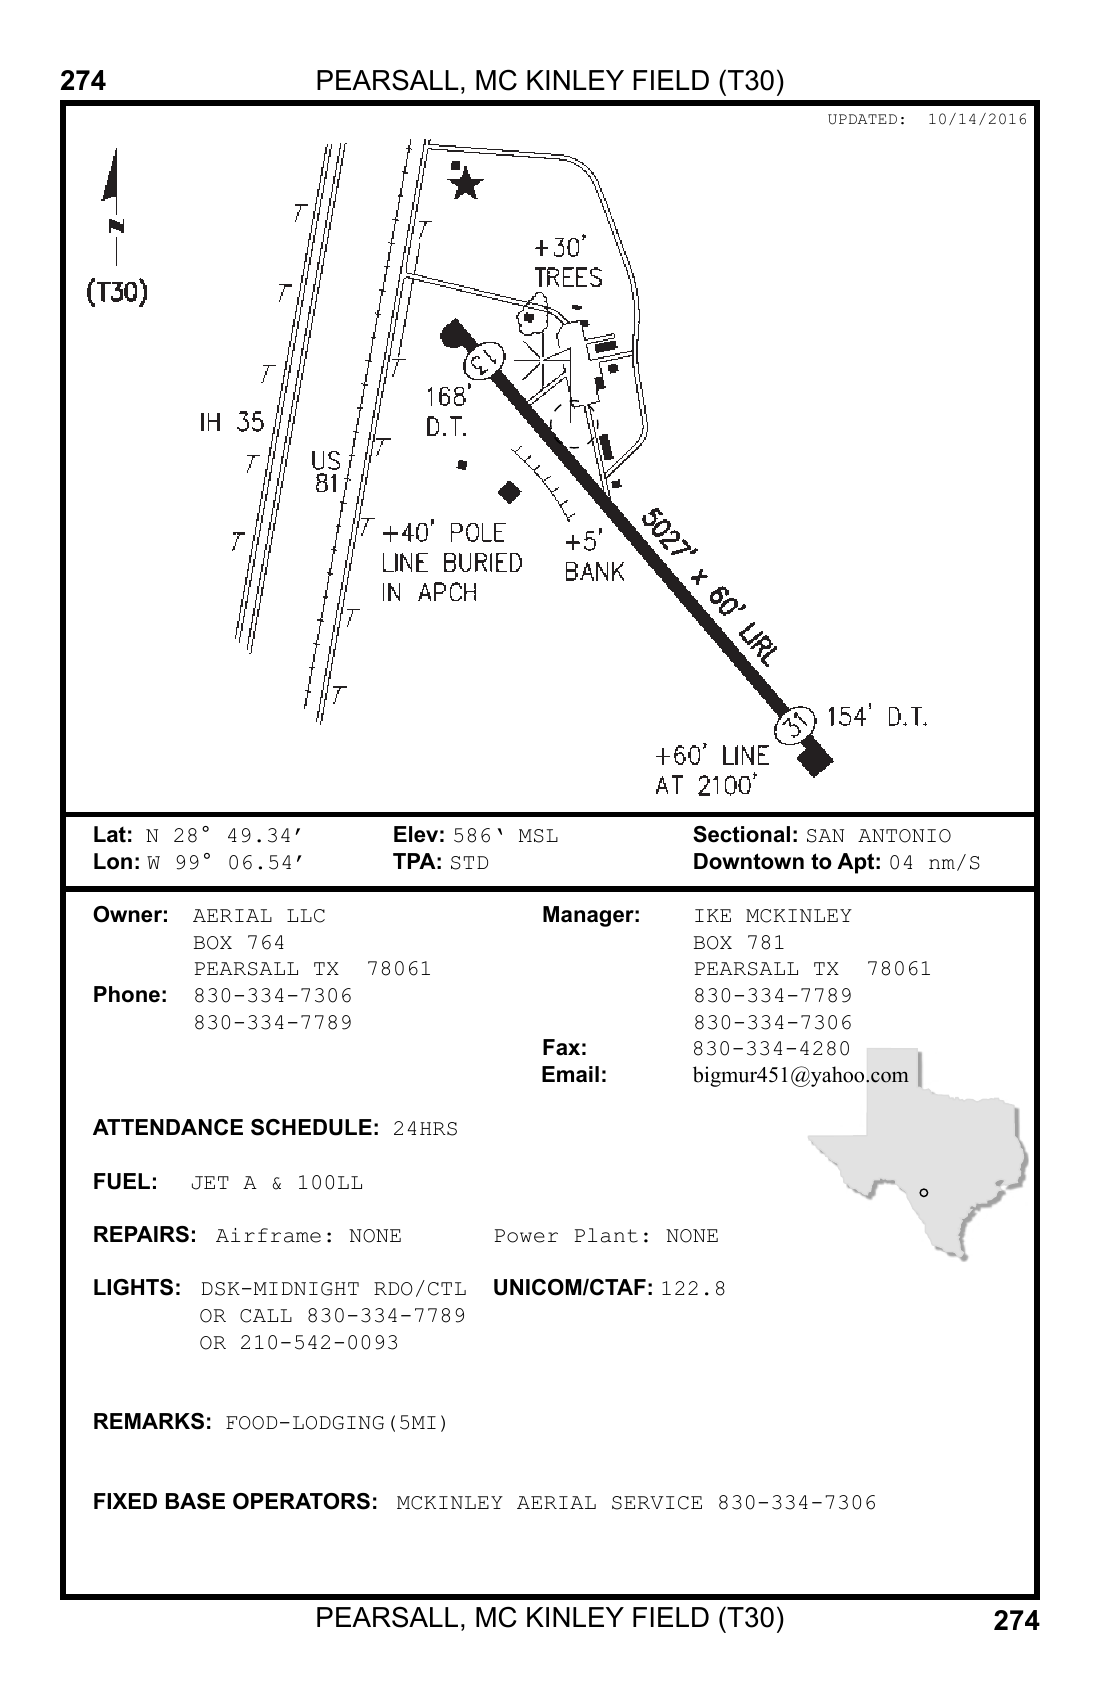 274 PEARSALL, MC KINLEY FIELD (T30)
UPDATED: 10/14/2016
N
(T30)
+30'
TREES
13
168'
D.T.
IH 35
US
81
+40' POLE
LINE BURIED
IN APCH
+5'
BANK
5027' x 60' LIRL
31
154' D.T.
+60' LINE
AT 2100'
Lat: N 28° 49.34’ Elev: 586‘ MSL Sectional: SAN ANTONIO
Lon: W 99° 06.54’ TPA: STD Downtown to Apt: 04 nm/S
Owner: AERIAL LLC Manager: IKE MCKINLEY
BOX 764 BOX 781
PEARSALL TX 78061 PEARSALL TX 78061
Phone: 830-334-7306 830-334-7789
830-334-7789 830-334-7306
Fax: 830-334-4280
Email: bigmur451@yahoo.com
ATTENDANCE SCHEDULE: 24HRS
FUEL: JET A & 100LL
REPAIRS: Airframe: NONE Power Plant: NONE
LIGHTS: DSK-MIDNIGHT RDO/CTL UNICOM/CTAF: 122.8
OR CALL 830-334-7789
OR 210-542-0093
REMARKS: FOOD-LODGING(5MI)
FIXED BASE OPERATORS: MCKINLEY AERIAL SERVICE 830-334-7306
PEARSALL, MC KINLEY FIELD (T30) 274